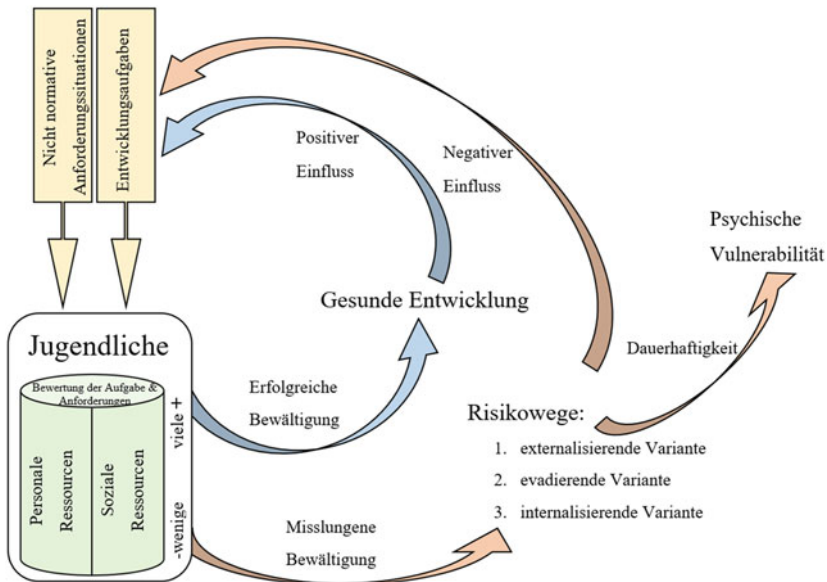 Nicht normative
Anforderungssituationen
Entwicklungsaufgaben
Positiver
Einfluss
Negativer
Einfluss
Psychische
Vulnerabilität
Gesunde Entwicklung
Jugendliche
Bewertung der Aufgabe &
Anforderungen
Personale
Ressourcen
Soziale
Ressourcen
viele +
-wenige
Erfolgreiche
Bewältigung
Dauerhaftigkeit
Risikowege:
1. externalisierende Variante
2. evadierende Variante
3. internalisierende Variante
Misslungene
Bewältigung